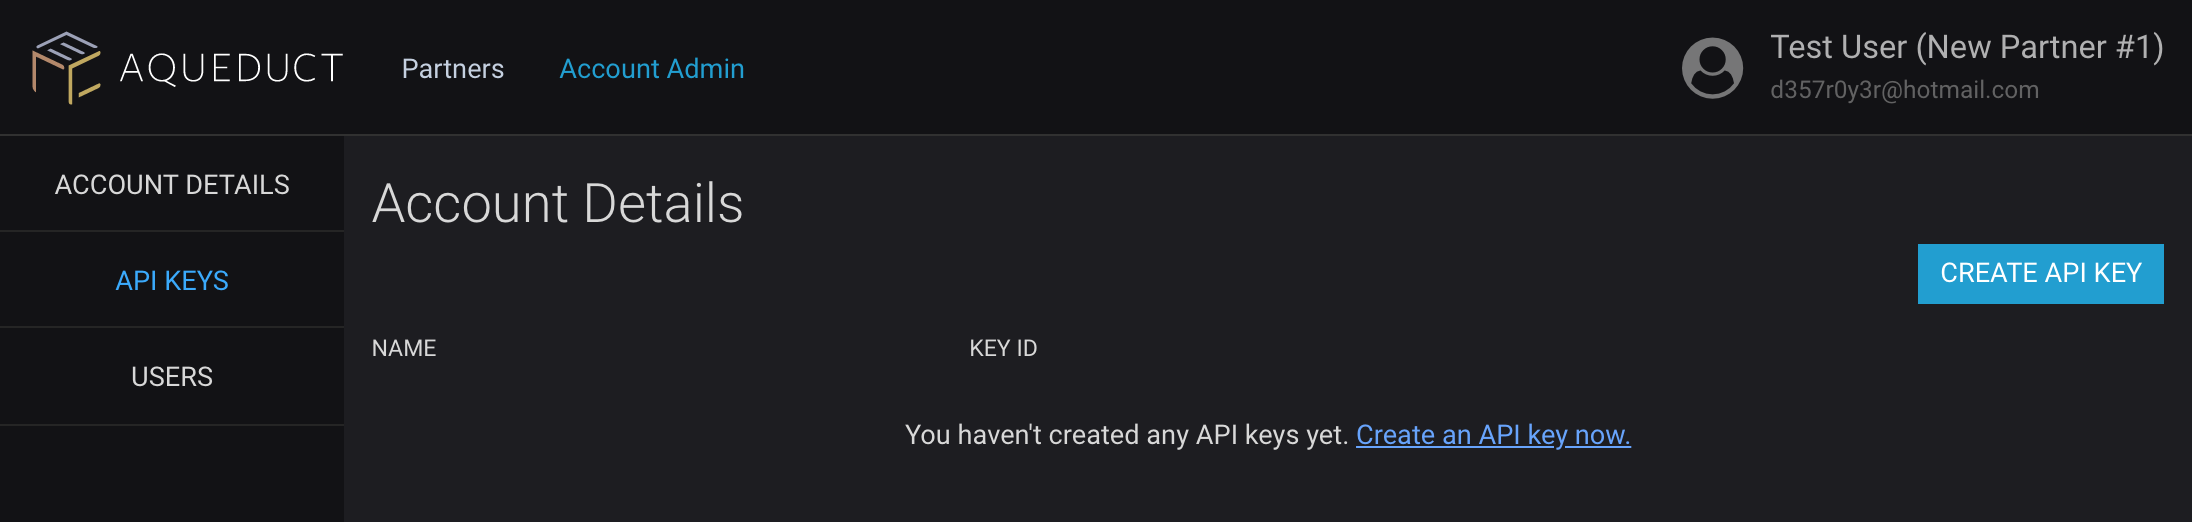 AQUEDUCT
Partners
Account Admin
Test User (New Partner #1)
d357r0y3r@hotmail.com
ACCOUNT DETAILS
API KEYS
USERS
Account Details
CREATE API KEY
NAME
KEY ID
You haven't created any API keys yet. Create an API key now.